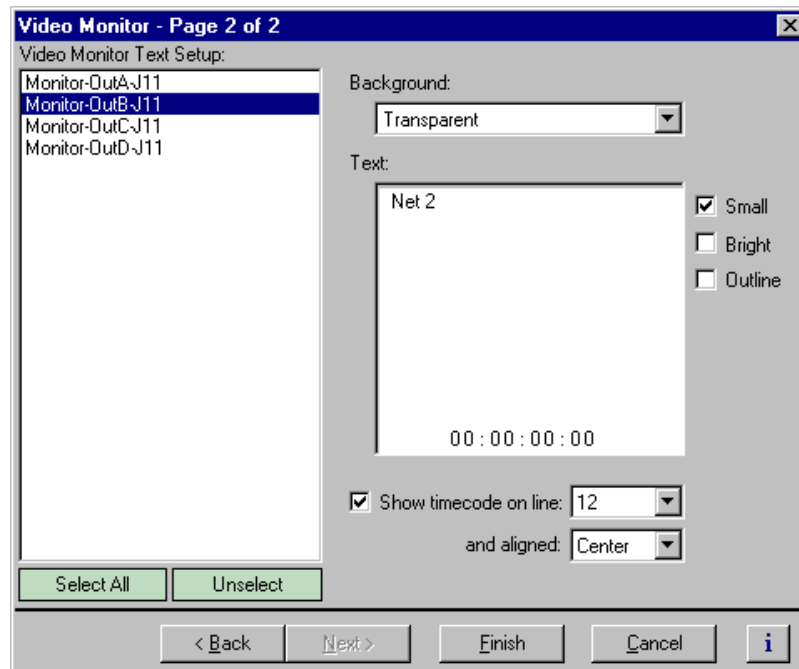 Video Monitor - Page 2 of 2
Video Monitor Text Setup:
Monitor-OutA-J11
Monitor-OutB-J11
Monitor-OutC-J11
Monitor-OutD-J11
Select All
Unselect
Background:
Transparent
Text:
Net 2
00:00:00:00
Small
Bright
Outline
Show timecode on line: 12
and aligned: Center
< Back
Next >
Finish
Cancel
i